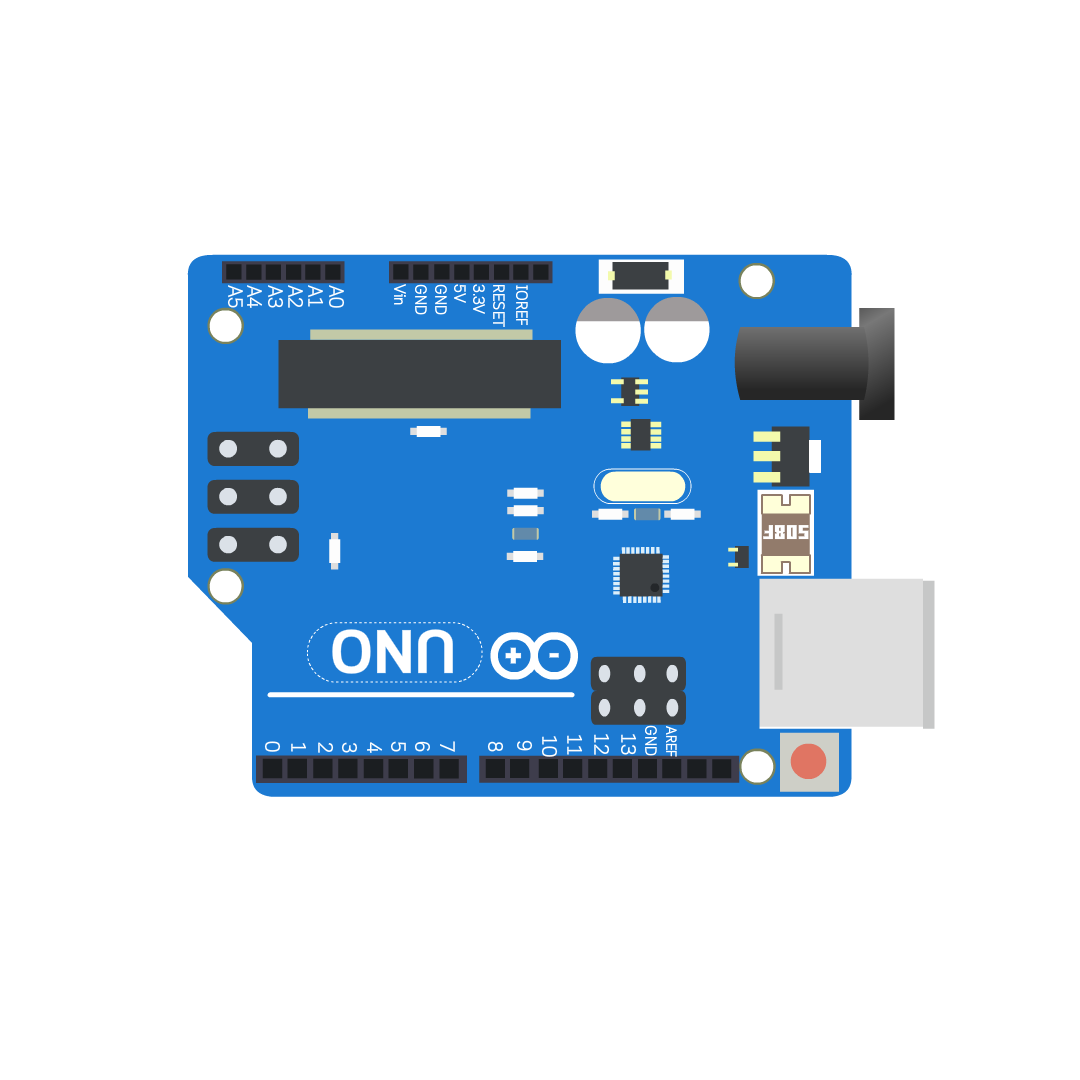 A5
A4
A3
A2
A1
A0
Vin
GND
GND
5V
3.3V
RESET
IOREF
508F
UNO
+ -
0
1
2
3
4
5
6
7
8
9
10
11
12
13
GND
AREF